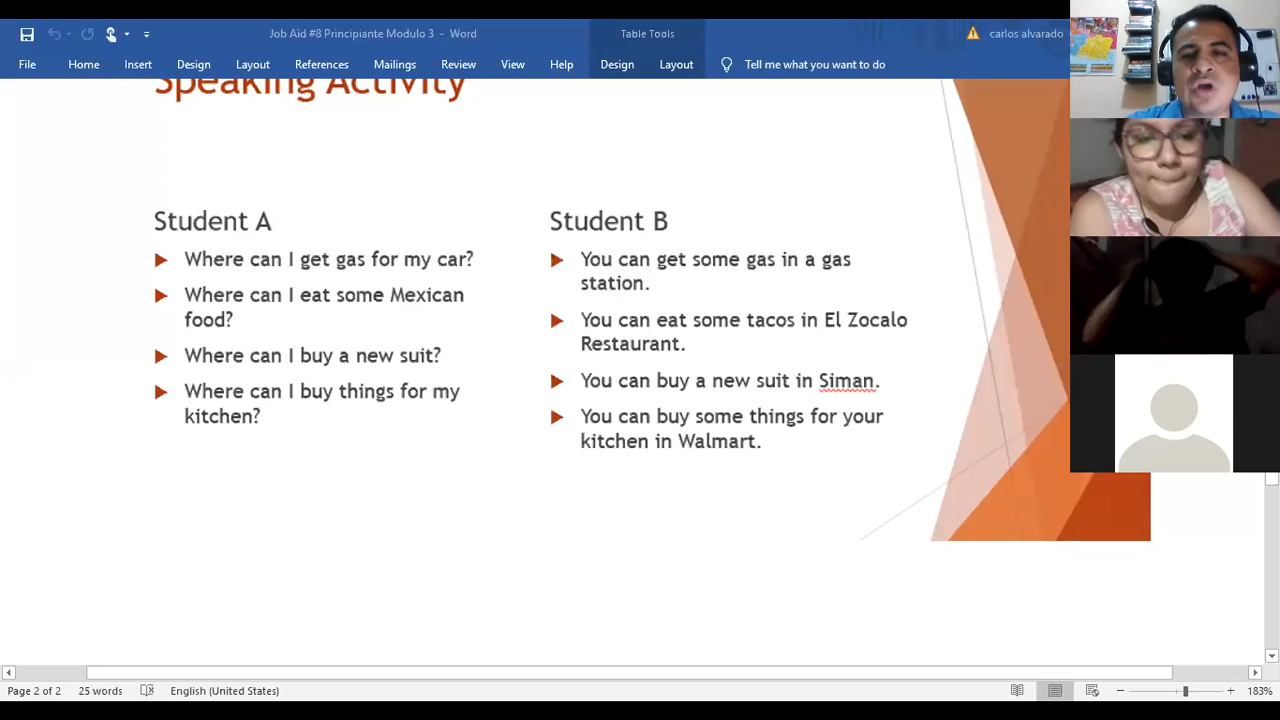 Job Aid #8 Principiante Modulo 3 - Word
Table Tools
carlos alvarado
File Home Insert Design Layout References Mailings Review View Help Design Layout Tell me what you want to do
Speaking Activity
Student A
Where can I get gas for my car?
Where can I eat some Mexican
food?
Where can I buy a new suit?
Where can I buy things for my
kitchen?
Student B
You can get some gas in a gas
station.
You can eat some tacos in El Zocalo
Restaurant.
You can buy a new suit in Siman.
You can buy some things for your
kitchen in Walmart.
Page 2 of 2 25 words English (United States) 183%